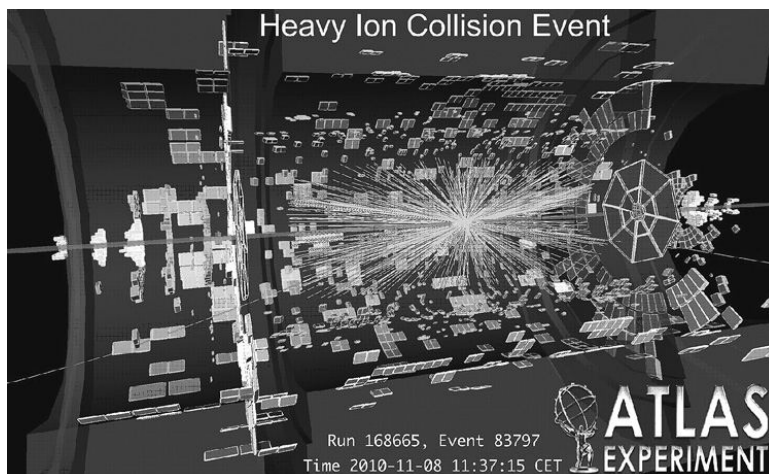 Heavy Ion Collision Event
Run 168665, Event 83797
Time 2010-11-08 11:37:15 CET
ATLAS
EXPERIMENT